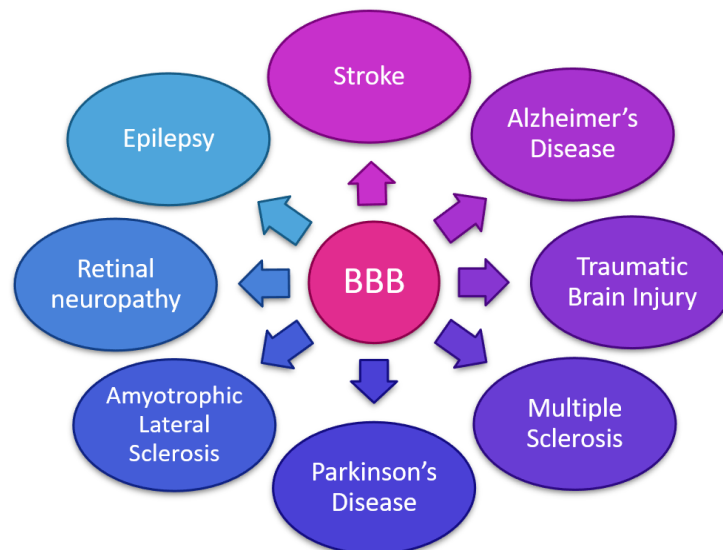 Stroke
Alzheimer's
Disease
Traumatic
Brain Injury
Multiple
Sclerosis
Parkinson's
Disease
Amyotrophic
Lateral
Sclerosis
Retinal
neuropathy
Epilepsy
BBB